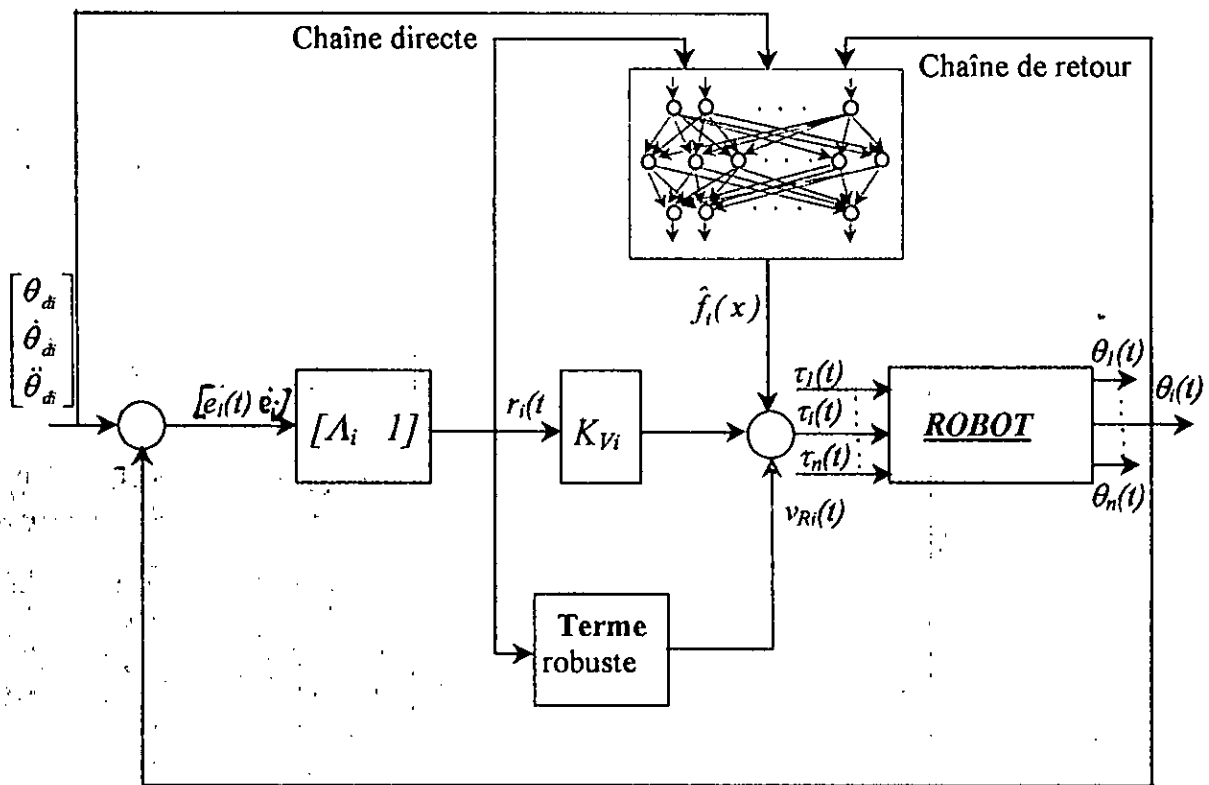 Chaîne directe
Chaîne de retour
θdi
θ̇di
θ̈di
[ei(t) ėi]
[Λi 1]
ri(t
KVi
f̂i(x)
τ1(t)
τi(t)
τn(t)
vRi(t)
ROBOT
θ1(t)
θi(t)
θn(t)
Terme
robuste